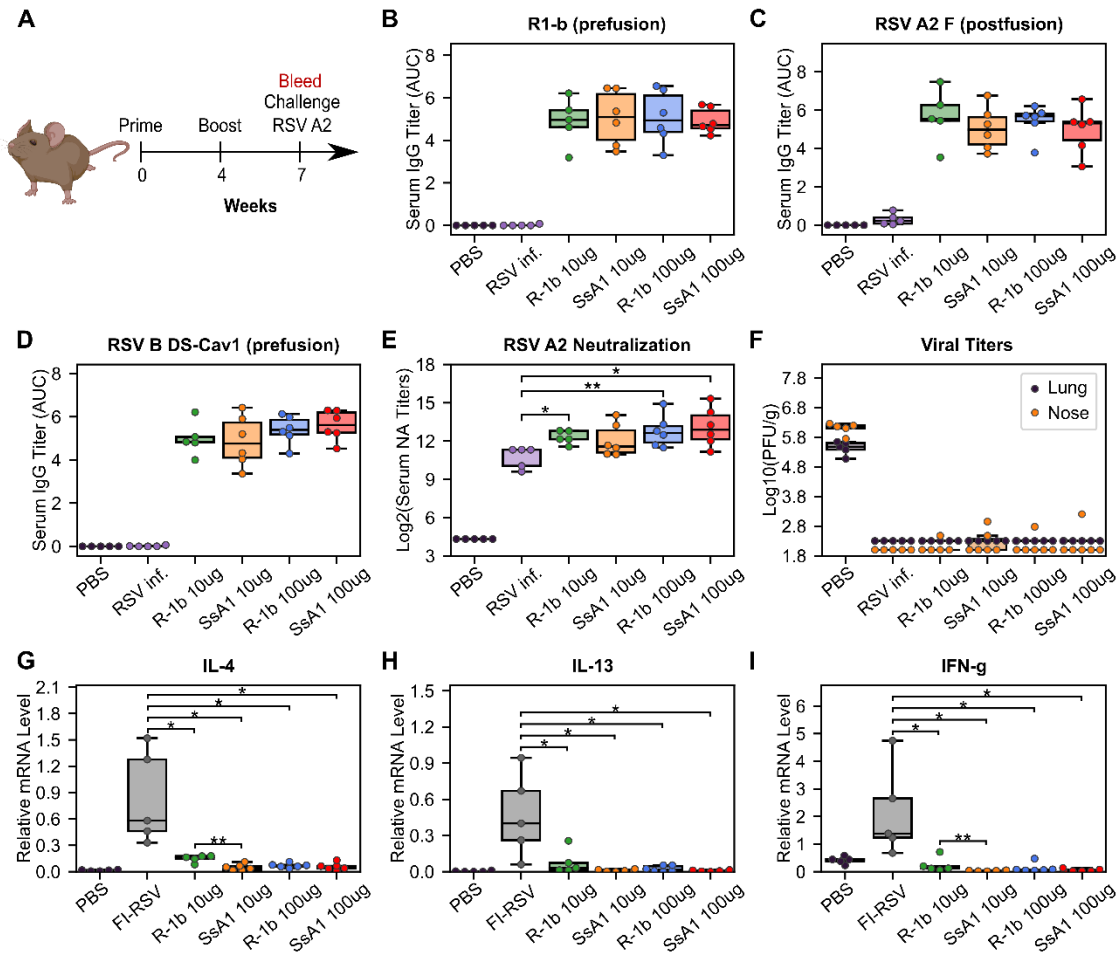 A
Bleed
Challenge
RSV A2
Prime
Boost
0
4
7
Weeks
B
R1-b (prefusion)
Serum IgG Titer (AUC)
8
6
4
2
0
PBS
RSV inf.
R-1b 10ug
SsA1 10ug
R-1b 100ug
SsA1 100ug
C
RSV A2 F (postfusion)
Serum IgG Titer (AUC)
8
6
4
2
0
PBS
RSV inf.
R-1b 10ug
SsA1 10ug
R-1b 100ug
SsA1 100ug
D
RSV B DS-Cav1 (prefusion)
Serum IgG Titer (AUC)
8
6
4
2
0
PBS
RSV inf.
R-1b 10ug
SsA1 10ug
R-1b 100ug
SsA1 100ug
E
RSV A2 Neutralization
Log2(Serum NA Titers)
18
15
12
9
6
3
*
**
*
PBS
RSV inf.
R-1b 10ug
SsA1 10ug
R-1b 100ug
SsA1 100ug
F
Viral Titers
Log10(PFU/g)
7.8
6.8
5.8
4.8
3.8
2.8
1.8
Lung
Nose
PBS
RSV inf.
R-1b 10ug
SsA1 10ug
R-1b 100ug
SsA1 100ug
G
IL-4
Relative mRNA Level
2.1
1.8
1.5
1.2
0.9
0.6
0.3
0.0
*
*
*
*
**
PBS
FI-RSV
R-1b 10ug
SsA1 10ug
R-1b 100ug
SsA1 100ug
H
IL-13
Relative mRNA Level
1.5
1.2
0.9
0.6
0.3
0.0
*
*
*
*
PBS
FI-RSV
R-1b 10ug
SsA1 10ug
R-1b 100ug
SsA1 100ug
I
IFN-g
Relative mRNA Level
7
6
5
4
3
2
1
0
*
*
*
*
**
PBS
FI-RSV
R-1b 10ug
SsA1 10ug
R-1b 100ug
SsA1 100ug